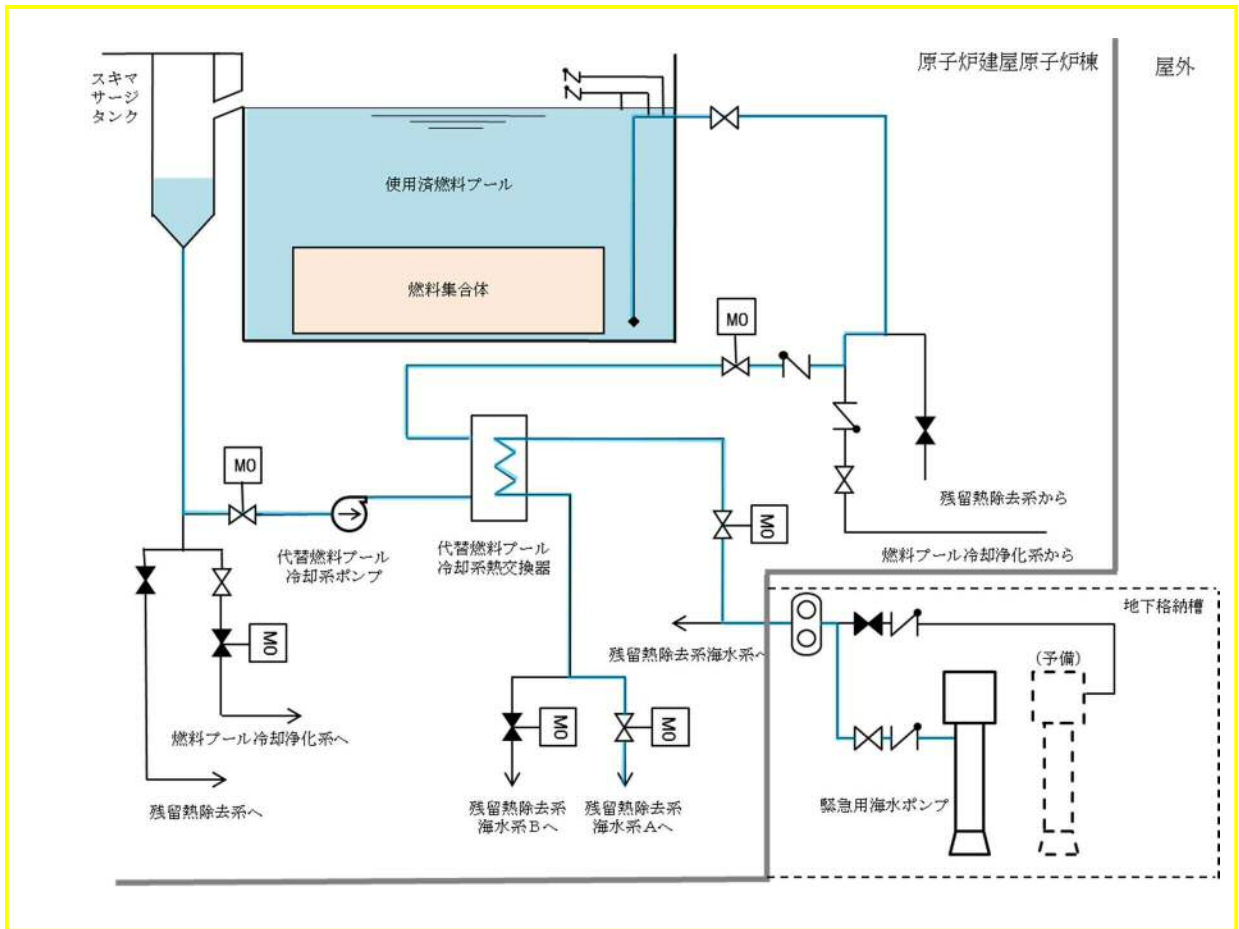 原子炉建屋原子炉棟
屋外
スキマ
サージ
タンク
使用済燃料プール
燃料集合体
MO
MO
残留熱除去系から
燃料プール冷却浄化系から
代替燃料プール
冷却系ポンプ
代替燃料プール
冷却系熱交換器
MO
地下格納槽
残留熱除去系海水系へ
(予備)
MO
燃料プール冷却浄化系へ
残留熱除去系へ
MO
MO
残留熱除去系
海水系Bへ
残留熱除去系
海水系Aへ
緊急用海水ポンプ